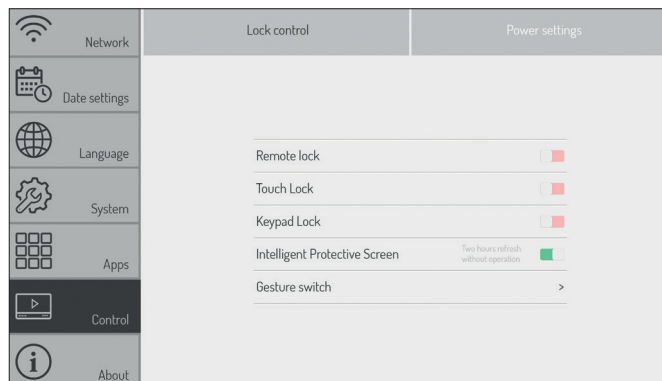 Network
Date settings
Language
System
Apps
Control
About
Lock control
Power settings
Remote lock
Touch Lock
Keypad Lock
Intelligent Protective Screen
Two hours refresh
without operation
Gesture switch
>